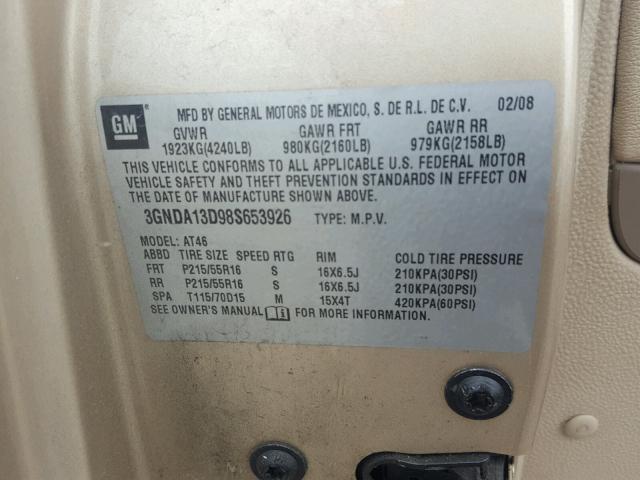 GM ® MFD BY GENERAL MOTORS DE MEXICO, S. DE R.L. DE C.V. 02/08
GVWR GAWR FRT GAWR RR
1923KG(4240LB) 980KG(2160LB) 979KG(2158LB)
THIS VEHICLE CONFORMS TO ALL APPLICABLE U.S. FEDERAL MOTOR
VEHICLE SAFETY AND THEFT PREVENTION STANDARDS IN EFFECT ON
THE DATE OF MANUFACTURE SHOWN ABOVE.
3GNDA13D98S653926 TYPE: M.P.V.
MODEL: AT46
ABBD TIRE SIZE SPEED RTG RIM COLD TIRE PRESSURE
FRT P215/55R16 S 16X6.5J 210KPA(30PSI)
RR P215/55R16 S 16X6.5J 210KPA(30PSI)
SPA T115/70D15 M 15X4T 420KPA(60PSI)
SEE OWNER'S MANUAL FOR MORE INFORMATION.